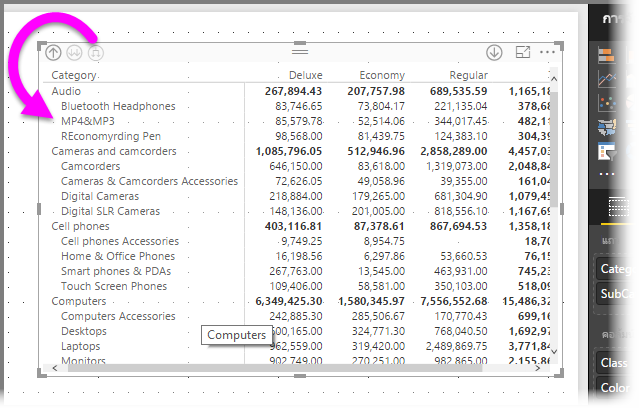 การ
Category Deluxe Economy Regular
Audio 267,894.43 207,757.98 689,535.59 1,165,18
Bluetooth Headphones 83,746.65 73,804.17 221,135.04 378,68
MP4&MP3 85,579.78 52,514.06 344,017.45 482,11
REconomyrding Pen 98,568.00 81,439.75 124,383.10 304,39
Cameras and camcorders 1,085,796.05 512,946.96 2,858,289.00 4,457,03
Camcorders 646,150.00 83,618.00 1,319,073.00 2,048,84
Cameras & Camcorders Accessories 72,626.05 49,058.96 39,355.00 161,04
Digital Cameras 218,884.00 179,265.00 681,304.90 1,079,45
Digital SLR Cameras 148,136.00 201,005.00 818,556.10 1,167,69
Cell phones 403,116.81 87,378.61 867,694.53 1,358,18
Cell phones Accessories 9,749.25 8,954.75 18,70
Home & Office Phones 16,198.56 6,297.86 53,660.53 76,15
Smart phones & PDAs 267,763.00 13,545.00 463,931.00 745,23
Touch Screen Phones 109,406.00 58,581.00 350,103.00 518,09
Computers 6,349,425.30 1,580,345.97 7,556,552.68 15,486,32
Computers Accessories 242,885.30 285,506.67 170,770.43 699,16
Desktops 00,165.00 324,771.30 768,040.50 1,692,97
Laptops 962,559.00 319,420.00 2,489,869.75 3,771,84
Monitors 902,749.00 270,251.00 982,865.00 2,155,86
Computers
Categ
SubCa
คอล
Class
Color